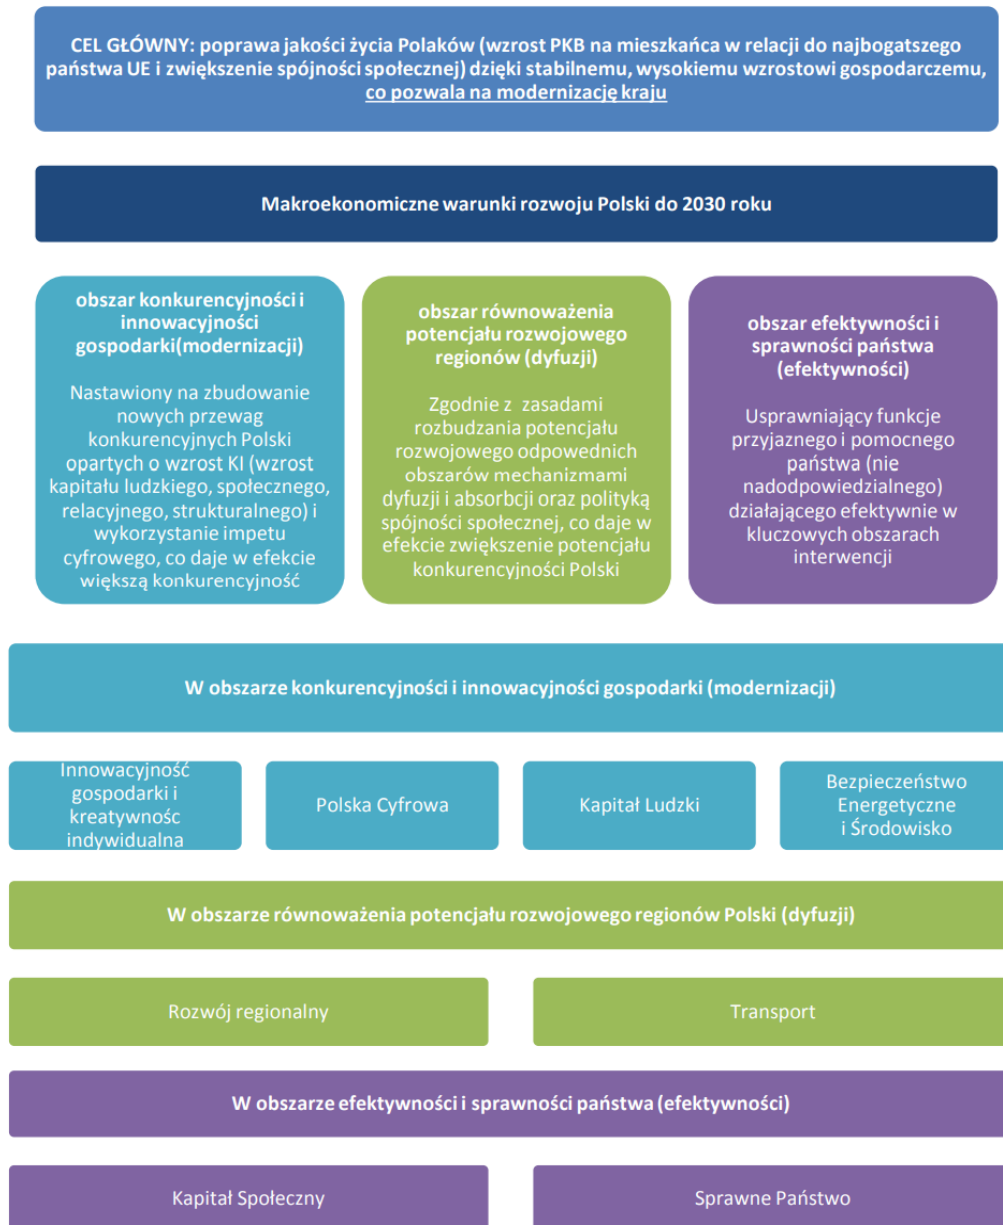 CEL GŁÓWNY: poprawa jakości życia Polaków (wzrost PKB na mieszkańca w relacji do najbogatszego
państwa UE i zwiększenie spójności społecznej) dzięki stabilnemu, wysokiemu wzrostowi gospodarczemu,
co pozwala na modernizację kraju
Makroekonomiczne warunki rozwoju Polski do 2030 roku
obszar konkurencyjności i
innowacyjności
gospodarki(modernizacji)
Nastawiony na zbudowanie
nowych przewag
konkurencyjnych Polski
opartych o wzrost KI (wzrost
kapitału ludzkiego, społecznego,
relacyjnego, strukturalnego) i
wykorzystanie impetu
cyfrowego, co daje w efekcie
większą konkurencyjność
obszar równoważenia
potencjału rozwojowego
regionów (dyfuzji)
Zgodnie z zasadami
rozbudzania potencjału
rozwojowego odpowednich
obszarów mechanizmami
dyfuzji i absorbcji oraz polityką
spójności społecznej, co daje w
efekcie zwiększenie potencjału
konkurencyjności Polski
obszar efektywności i
sprawności państwa
(efektywności)
Usprawniający funkcje
przyjaznego i pomocnego
państwa (nie
nadodpowiedzialnego)
działającego efektywnie w
kluczowych obszarach
interwencji
W obszarze konkurencyjności i innowacyjności gospodarki (modernizacji)
Innowacyjność
gospodarki i
kreatywnośc
indywidualna
Polska Cyfrowa
Kapitał Ludzki
Bezpieczeństwo
Energetyczne
i Środowisko
W obszarze równoważenia potencjału rozwojowego regionów Polski (dyfuzji)
Rozwój regionalny
Transport
W obszarze efektywności i sprawności państwa (efektywności)
Kapitał Społeczny
Sprawne Państwo